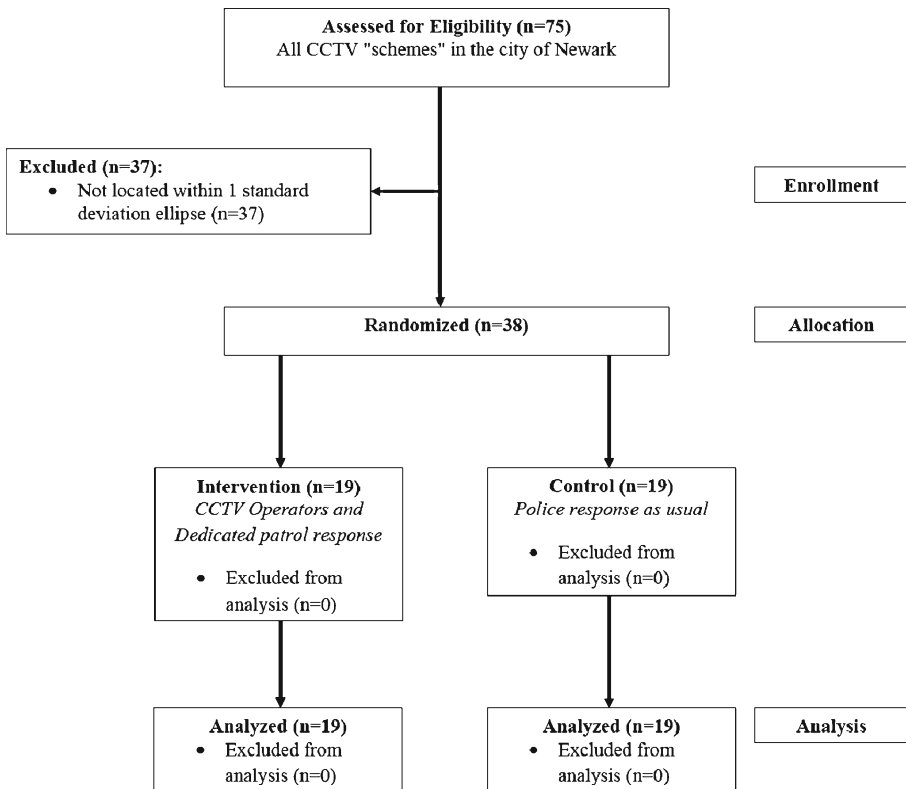 Assessed for Eligibility (n=75)
All CCTV "schemes" in the city of Newark
Excluded (n=37):
• Not located within 1 standard
deviation ellipse (n=37)
Enrollment
Randomized (n=38)
Allocation
Intervention (n=19)
CCTV Operators and
Dedicated patrol response
• Excluded from
analysis (n=0)
Control (n=19)
Police response as usual
• Excluded from
analysis (n=0)
Analyzed (n=19)
• Excluded from
analysis (n=0)
Analyzed (n=19)
• Excluded from
analysis (n=0)
Analysis